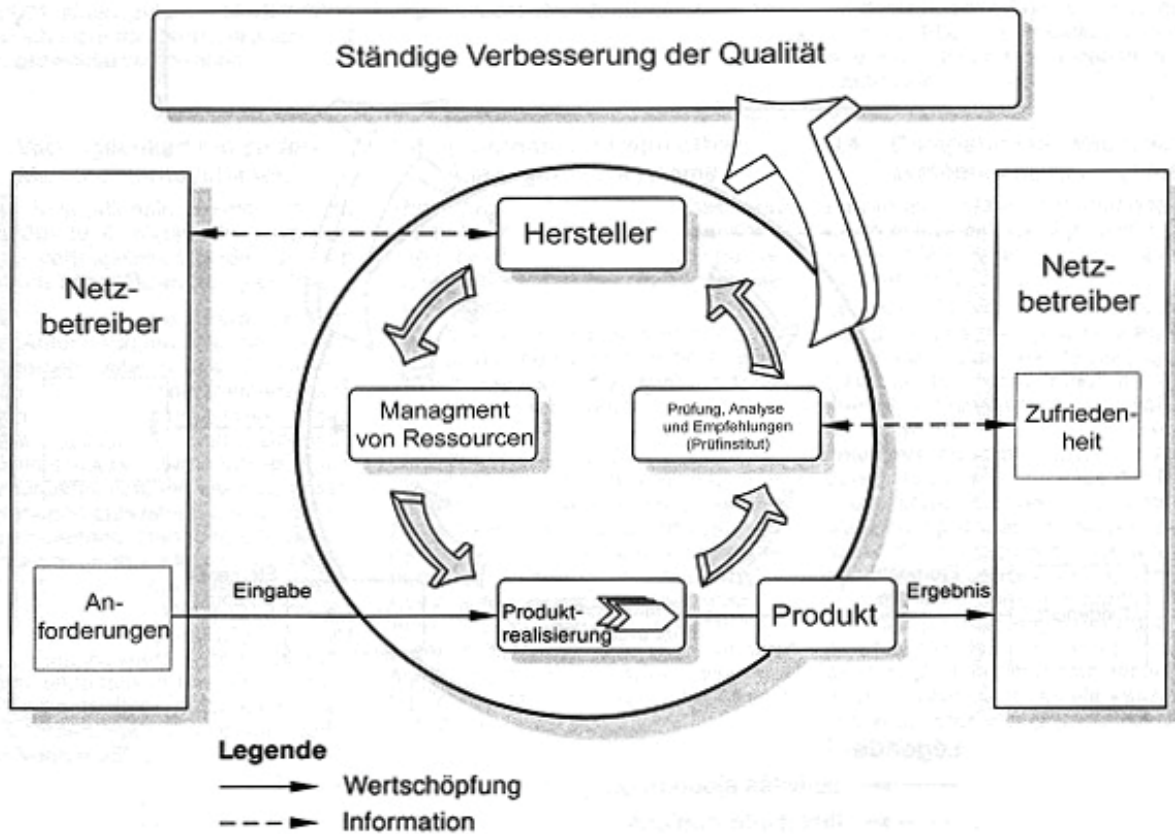 Ständige Verbesserung der Qualität
Netz-
betreiber
Hersteller
Netz-
betreiber
Managment
von Ressourcen
Prüfung, Analyse
und Empfehlungen
(Prüfinstitut)
Zufrieden-
heit
An-
forderungen
Eingabe
Produkt-
realisierung
Produkt
Ergebnis
Legende
Wertschöpfung
Information